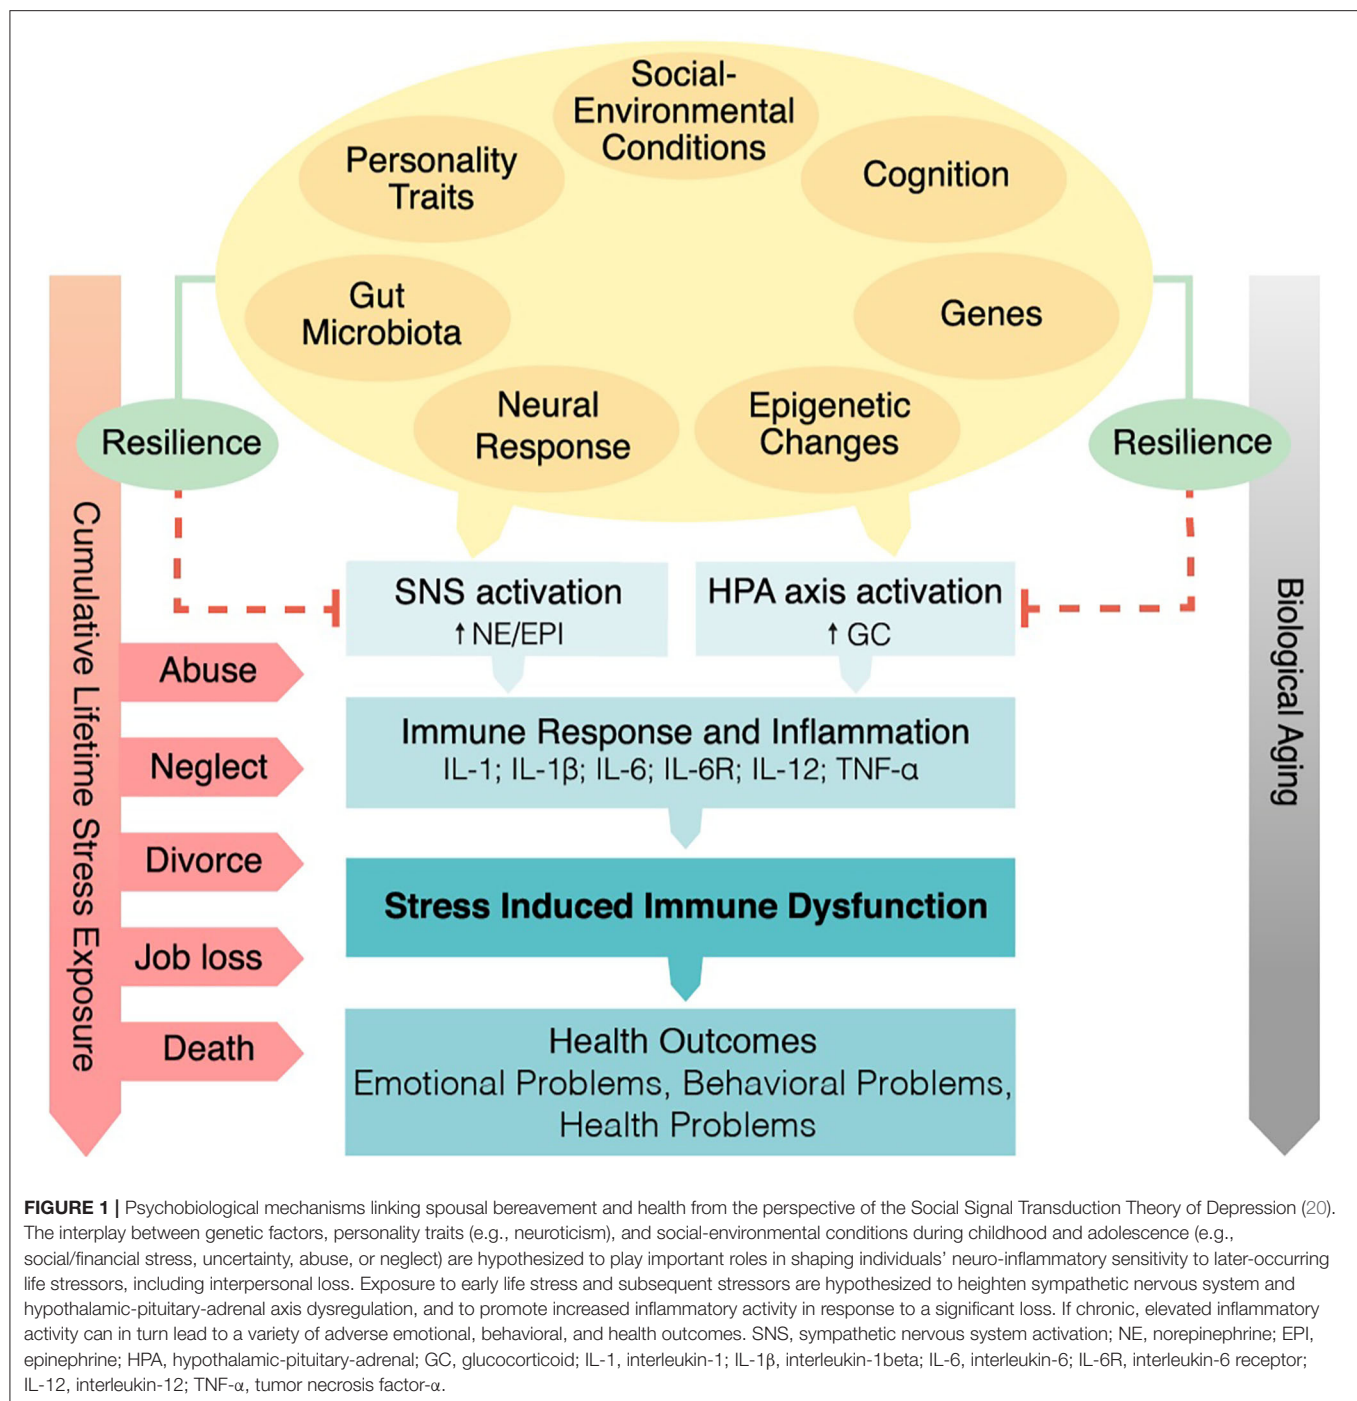 Social-
Environmental
Conditions
Personality
Traits
Cognition
Gut
Microbiota
Genes
Neural
Response
Epigenetic
Changes
Resilience
Resilience
Cumulative Lifetime Stress Exposure
Biological Aging
SNS activation
↑ NE/EPI
HPA axis activation
↑ GC
Abuse
Neglect
Divorce
Job loss
Death
Immune Response and Inflammation
IL-1; IL-1β; IL-6; IL-6R; IL-12; TNF-α
Stress Induced Immune Dysfunction
Health Outcomes
Emotional Problems, Behavioral Problems,
Health Problems
FIGURE 1 | Psychobiological mechanisms linking spousal bereavement and health from the perspective of the Social Signal Transduction Theory of Depression (20).
The interplay between genetic factors, personality traits (e.g., neuroticism), and social-environmental conditions during childhood and adolescence (e.g.,
social/financial stress, uncertainty, abuse, or neglect) are hypothesized to play important roles in shaping individuals' neuro-inflammatory sensitivity to later-occurring
life stressors, including interpersonal loss. Exposure to early life stress and subsequent stressors are hypothesized to heighten sympathetic nervous system and
hypothalamic-pituitary-adrenal axis dysregulation, and to promote increased inflammatory activity in response to a significant loss. If chronic, elevated inflammatory
activity can in turn lead to a variety of adverse emotional, behavioral, and health outcomes. SNS, sympathetic nervous system activation; NE, norepinephrine; EPI,
epinephrine; HPA, hypothalamic-pituitary-adrenal; GC, glucocorticoid; IL-1, interleukin-1; IL-1β, interleukin-1beta; IL-6, interleukin-6; IL-6R, interleukin-6 receptor;
IL-12, interleukin-12; TNF-α, tumor necrosis factor-α.